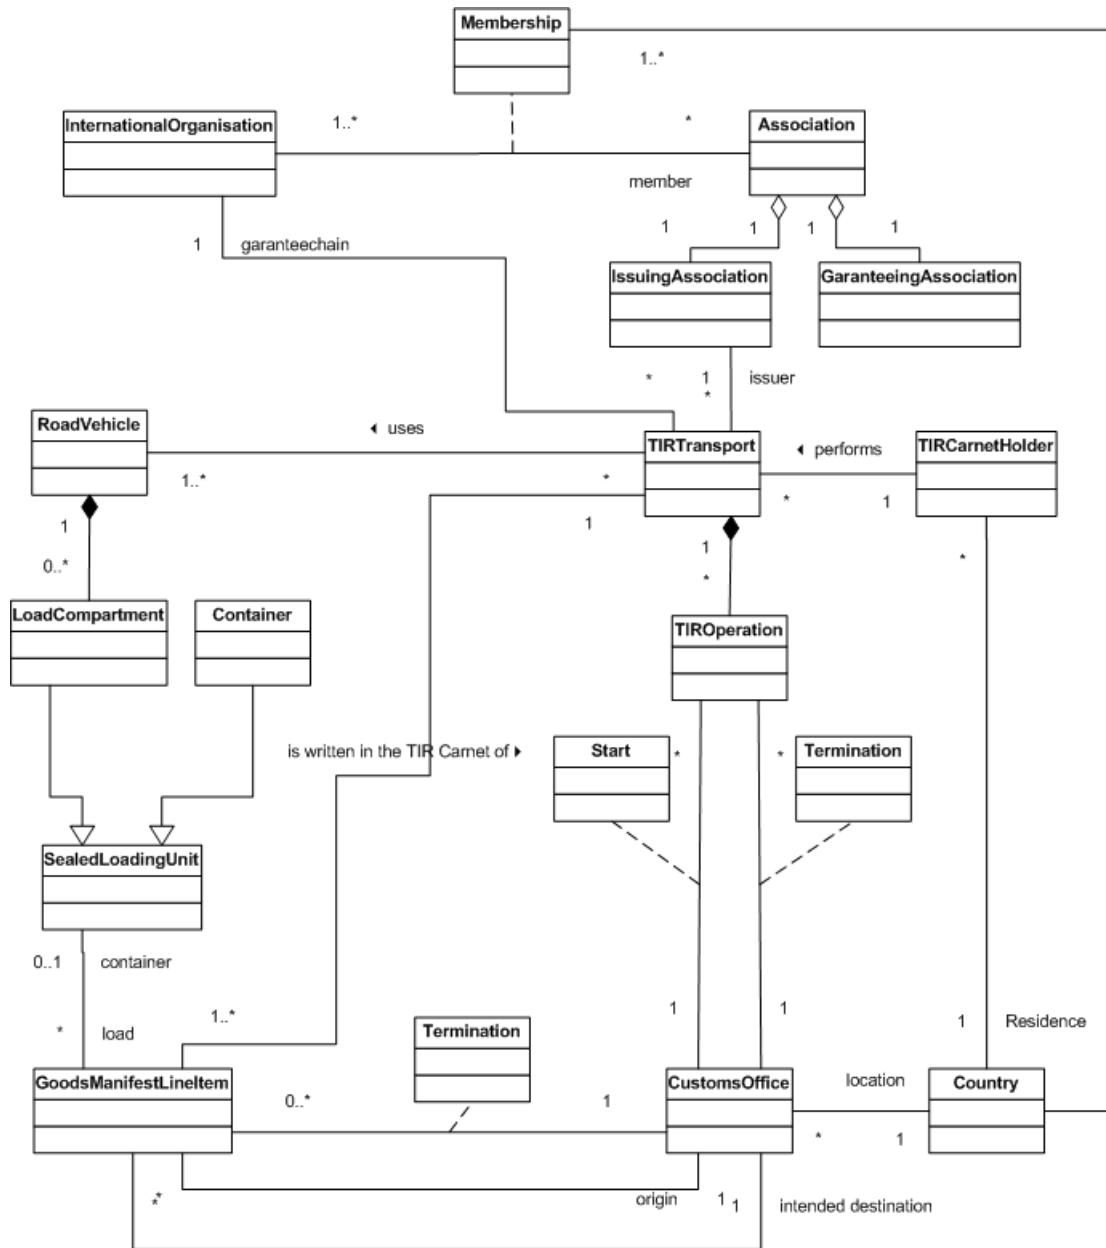 Membership
1..*
InternationalOrganisation
1..*
*
Association
member
1
garanteechain
1
1
1
1
IssuingAssociation
GaranteeingAssociation
*
1
issuer
*
RoadVehicle
◄ uses
TIRTransport
◄ performs
TIRCarnetHolder
1..*
*
*
1
1
1
1
*
0..*
*
LoadCompartment
Container
TIROperation
is written in the TIR Carnet of ►
Start
*
*
Termination
SealedLoadingUnit
0..1
container
1..*
1
1
1
Residence
*
load
Termination
GoodsManifestLineItem
CustomsOffice
location
Country
0..*
1
*
1
*
*
origin
1
1
intended destination